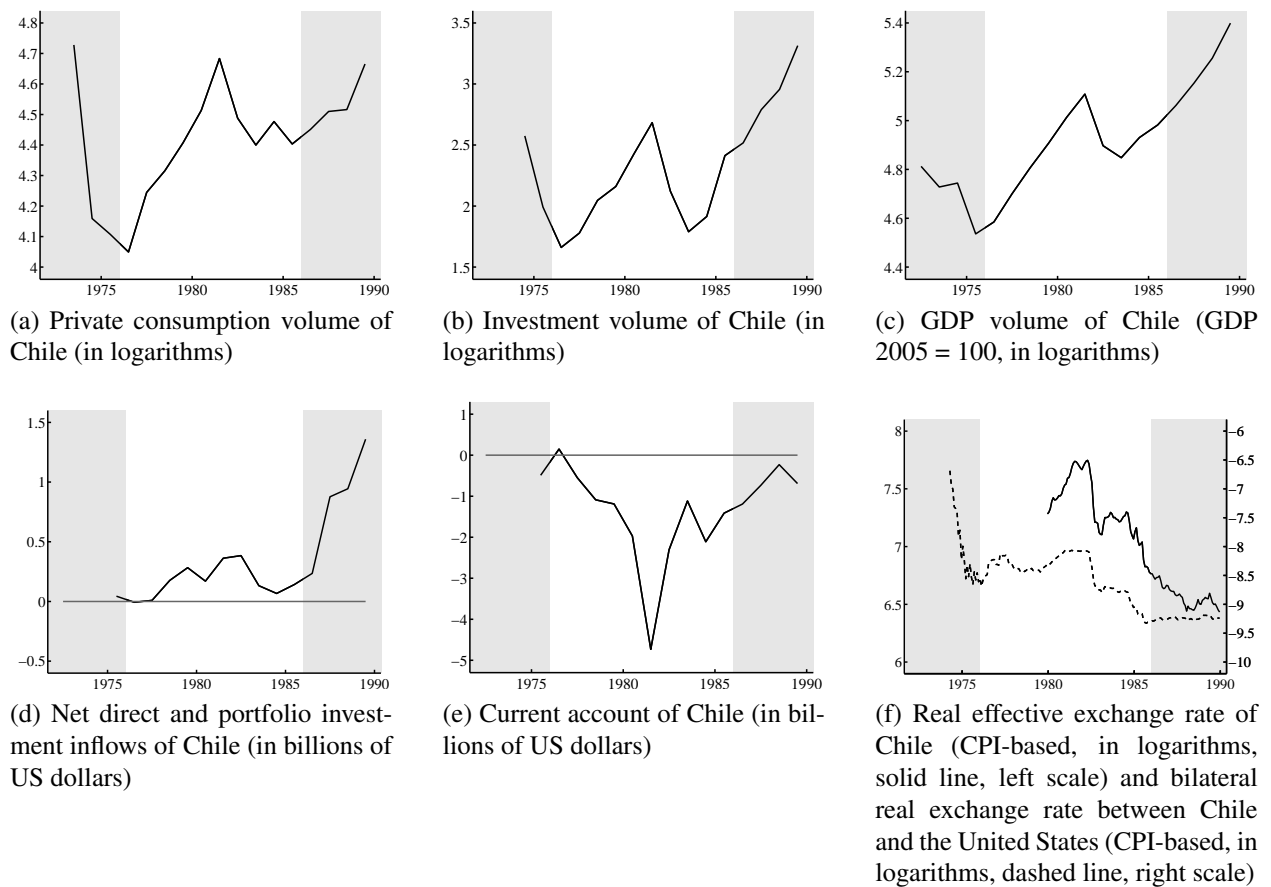 4.8
4.7
4.6
4.5
4.4
4.3
4.2
4.1
4
1975 1980 1985 1990
(a) Private consumption volume of
Chile (in logarithms)
3.5
3
2.5
2
1.5
1975 1980 1985 1990
(b) Investment volume of Chile (in
logarithms)
5.4
5.2
5
4.8
4.6
4.4
1975 1980 1985 1990
(c) GDP volume of Chile (GDP
2005 = 100, in logarithms)
1.5
1
0.5
0
−0.5
1975 1980 1985 1990
(d) Net direct and portfolio invest-
ment inflows of Chile (in billions of
US dollars)
1
0
−1
−2
−3
−4
−5
1975 1980 1985 1990
(e) Current account of Chile (in bil-
lions of US dollars)
8
7.5
7
6.5
6
−6
−6.5
−7
−7.5
−8
−8.5
−9
−9.5
−10
1975 1980 1985 1990
(f) Real effective exchange rate of
Chile (CPI-based, in logarithms,
solid line, left scale) and bilateral
real exchange rate between Chile
and the United States (CPI-based, in
logarithms, dashed line, right scale)